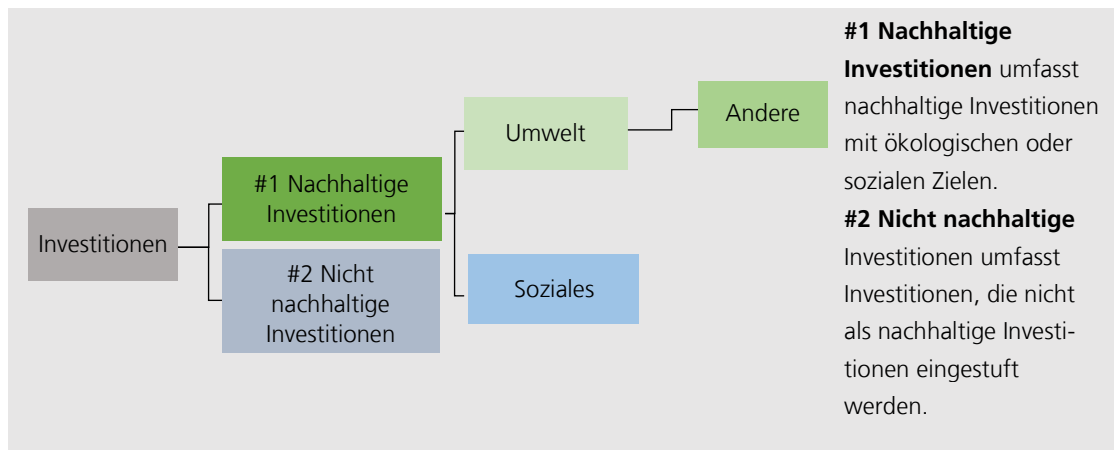 Investitionen
#1 Nachhaltige
Investitionen
#2 Nicht
nachhaltige
Investitionen
Umwelt
Soziales
Andere
#1 Nachhaltige
Investitionen umfasst
nachhaltige Investitionen
mit ökologischen oder
sozialen Zielen.
#2 Nicht nachhaltige
Investitionen umfasst
Investitionen, die nicht
als nachhaltige Investi-
tionen eingestuft
werden.